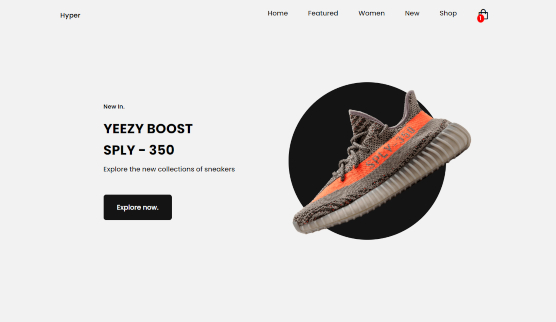 Hyper
Home Featured Women New Shop
1
New In.
YEEZY BOOST
SPLY - 350
Explore the new collections of sneakers
Explore now.
SPLY-350